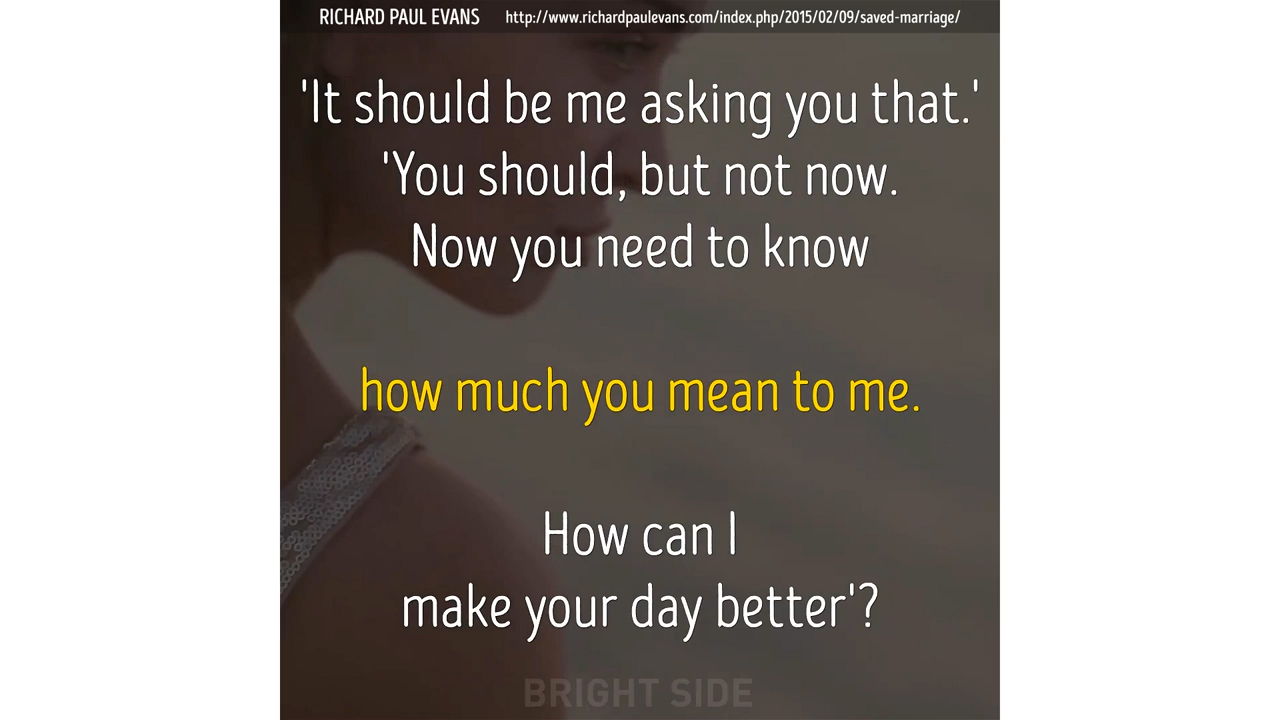 RICHARD PAUL EVANS http://www.richardpaulevans.com/index.php/2015/02/09/saved-marriage/
'It should be me asking you that.'
'You should, but not now.
Now you need to know
how much you mean to me.
How can I
make your day better'?
BRIGHT SIDE